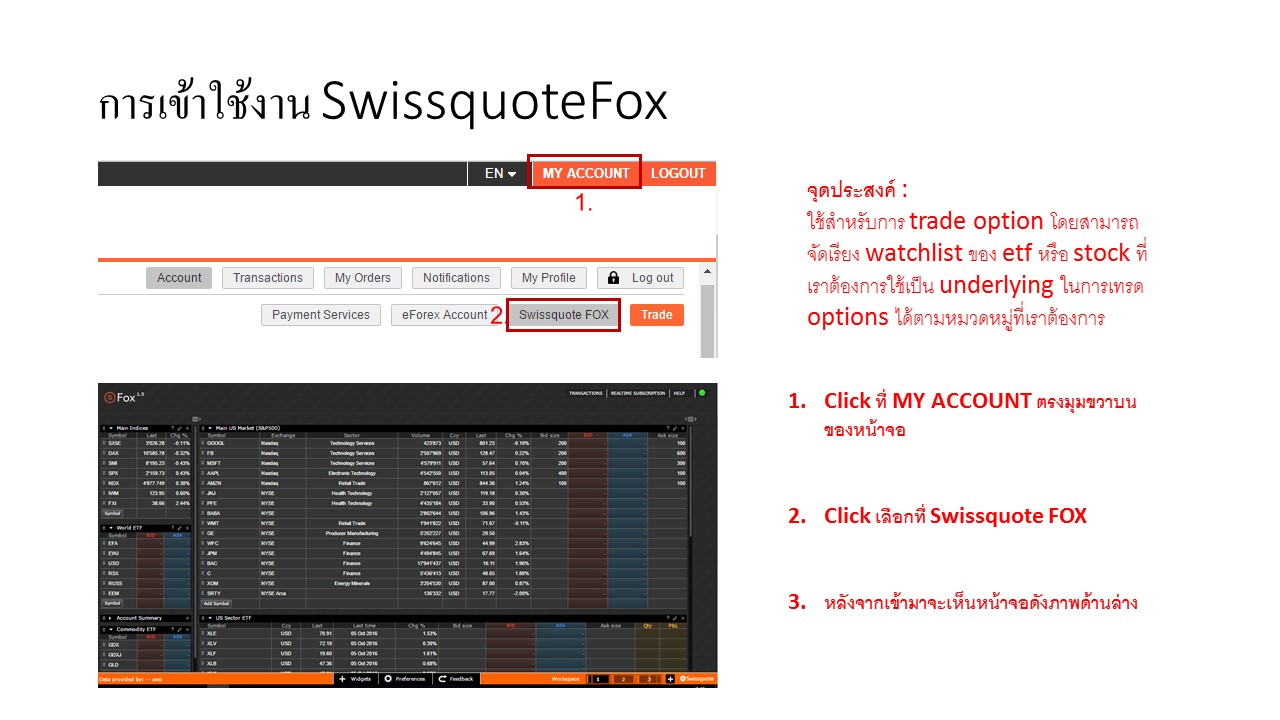 การเข้าใช้งาน SwissquoteFox
EN
MY ACCOUNT
LOGOUT
1.
Account
Transactions
My Orders
Notifications
My Profile
Log out
Payment Services
eForex Account
2.
Swissquote FOX
Trade
จุดประสงค์ :
ใช้สำหรับการ trade option โดยสามารถ
จัดเรียง watchlist ของ etf หรือ stock ที่
เราต้องการใช้เป็น underlying ในการเทรด
options ได้ตามหมวดหมู่ที่เราต้องการ
1. Click ที่ MY ACCOUNT ตรงมุมขวาบน
ของหน้าจอ
2. Click เลือกที่ Swissquote FOX
3. หลังจากเข้ามาจะเห็นหน้าจอดังภาพด้านล่าง
Fox 1.5
TRANSACTIONS
REALTIME SUBSCRIPTION
HELP
Main Indices
Symbol Last Chg %
SX5E 3'026.28 -0.11%
DAX 10'585.78 -0.32%
SMI 8'195.23 -0.43%
SPX 2'159.73 0.43%
NDX 4'877.749 0.38%
IWM 123.95 0.60%
FXI 38.66 2.44%
Symbol
World ETF
Symbol BID ASK
EFA
EWJ
USO
RSX
RUSS
EEM
Symbol
Account Summary
Commodity ETF
Symbol BID ASK
GDX
GDXJ
GLD
Main US Market (S&P500)
Symbol Exchange Sector Volume Ccy Last Chg % Bid size BID ASK Ask size
GOOGL Nasdaq Technology Services 423'873 USD 801.23 -0.19% 200 100
FB Nasdaq Technology Services 2'507'969 USD 128.47 0.22% 200 600
MSFT Nasdaq Technology Services 4'579'911 USD 57.64 0.70% 200 300
AAPL Nasdaq Electronic Technology 4'542'550 USD 113.05 0.04% 400 100
AMZN Nasdaq Retail Trade 867'612 USD 844.36 1.24% 100 100
JNJ NYSE Health Technology 2'127'057 USD 119.18 0.30%
PFE NYSE Health Technology 4'435'184 USD 33.90 0.53%
BABA NYSE 2'802'644 USD 106.96 1.43%
WMT NYSE Retail Trade 1'941'822 USD 71.67 -0.11%
GE NYSE Producer Manufacturing 5'202'227 USD 29.50
WFC NYSE Finance 9'624'645 USD 44.99 2.83%
JPM NYSE Finance 4'494'845 USD 67.69 1.64%
BAC NYSE Finance 17'941'437 USD 16.11 1.96%
C NYSE Finance 5'436'413 USD 48.65 1.88%
XOM NYSE Energy Minerals 3'204'530 USD 87.00 0.87%
SRTY NYSE Arca 136'332 USD 17.77 -2.09%
Add Symbol
US Sector ETF
Symbol Ccy Last Last time Chg % Bid size BID ASK Ask size Qty P&L
XLE USD 70.91 05 Oct 2016 1.53%
XLV USD 72.19 05 Oct 2016 0.39%
XLF USD 19.60 05 Oct 2016 1.61%
XLB USD 47.36 05 Oct 2016 0.68%
Data provided by: - - awp
Widgets
Preferences
Feedback
Workspace
1
2
3
Swissquote